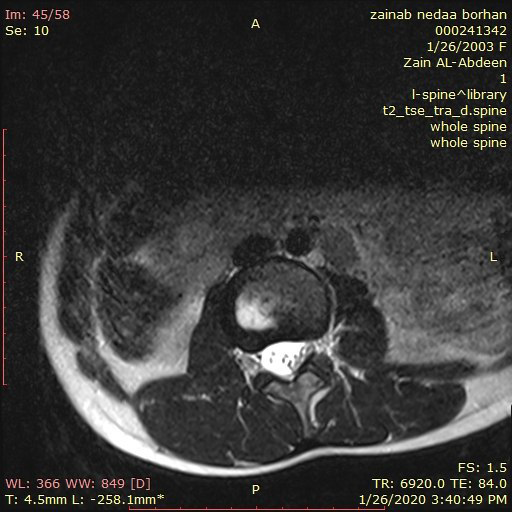 Im: 45/58
Se: 10
A
zainab nedaa borhan
000241342
1/26/2003 F
Zain AL-Abdeen
1
l-spine^library
t2_tse_tra_d.spine
whole spine
whole spine
R
L
WL: 366 WW: 849 [D]
T: 4.5mm L: -258.1mm*
P
FS: 1.5
TR: 6920.0 TE: 84.0
1/26/2020 3:40:49 PM